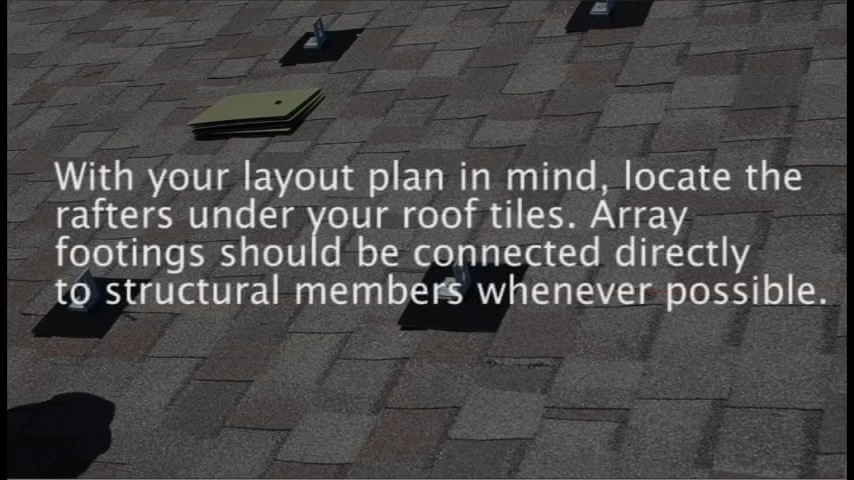 With your layout plan in mind, locate the
rafters under your roof tiles. Array
footings should be connected directly
to structural members whenever possible.